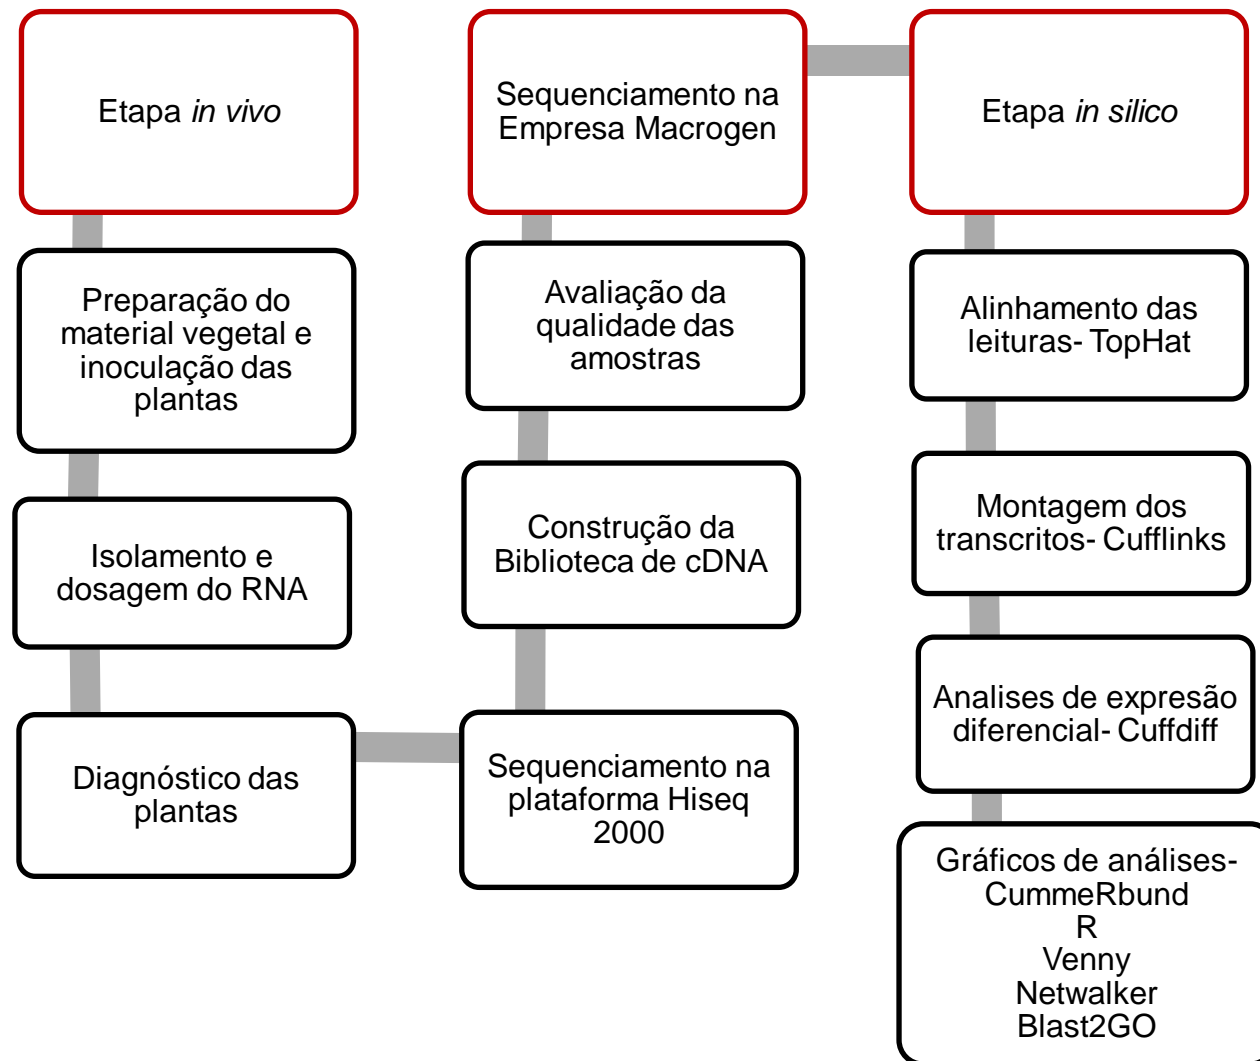 Etapa in vivo
Preparação do
material vegetal e
inoculação das
plantas
Isolamento e
dosagem do RNA
Diagnóstico das
plantas
Sequenciamento na
Empresa Macrogen
Avaliação da
qualidade das
amostras
Construção da
Biblioteca de cDNA
Sequenciamento na
plataforma Hiseq
2000
Etapa in silico
Alinhamento das
leituras- TopHat
Montagem dos
transcritos- Cufflinks
Analises de expresão
diferencial- Cuffdiff
Gráficos de análises-
CummeRbund
R
Venny
Netwalker
Blast2GO